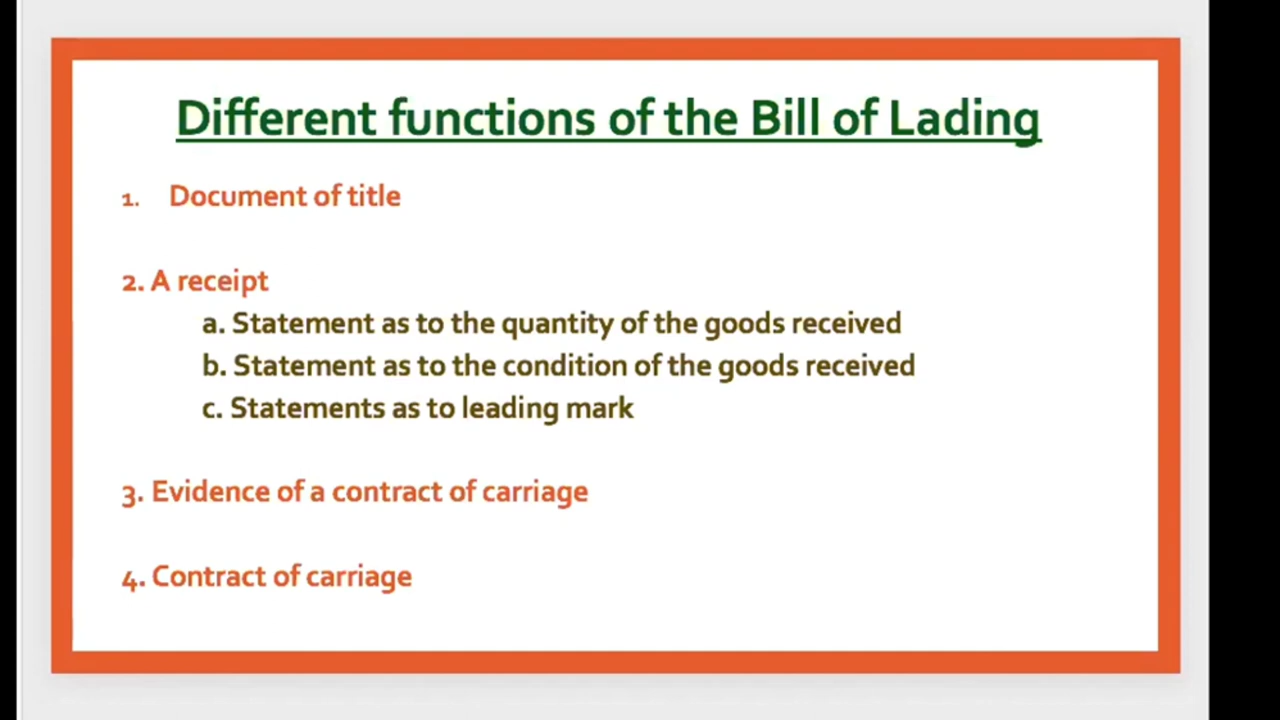 Different functions of the Bill of Lading
1. Document of title
2. A receipt
a. Statement as to the quantity of the goods received
b. Statement as to the condition of the goods received
c. Statements as to leading mark
3. Evidence of a contract of carriage
4. Contract of carriage